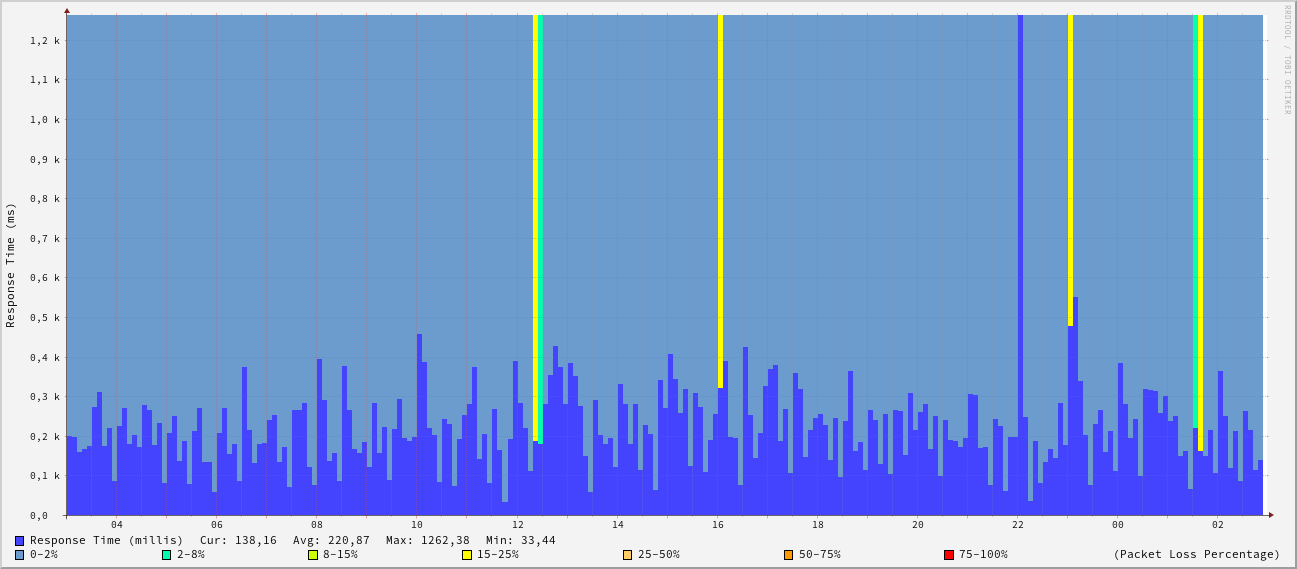 RRDTOOL / TOBI OETIKER
Response Time (ms)
1,2 k
1,1 k
1,0 k
0,9 k
0,8 k
0,7 k
0,6 k
0,5 k
0,4 k
0,3 k
0,2 k
0,1 k
0,0
04 06 08 10 12 14 16 18 20 22 00 02
Response Time (millis) Cur: 138,16 Avg: 220,87 Max: 1262,38 Min: 33,44
0-2% 2-8% 8-15% 15-25% 25-50% 50-75% 75-100% (Packet Loss Percentage)